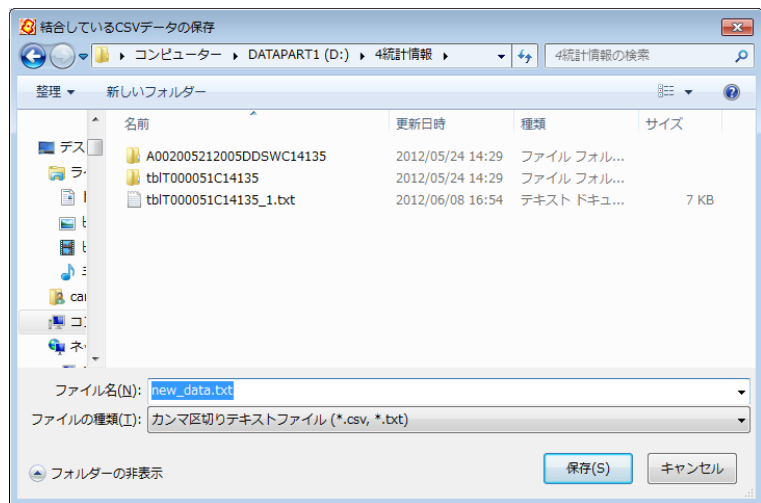 結合しているCSVデータの保存
コンピューター ▸ DATAPART1 (D:) ▸ 4統計情報 ▸
4統計情報の検索
整理 新しいフォルダー
名前 更新日時 種類 サイズ
デス
A002005212005DDSWC14135 2012/05/24 14:29 ファイル フォル...
ラ
tblT000051C14135 2012/05/24 14:29 ファイル フォル...
tblT000051C14135_1.txt 2012/06/08 16:54 テキスト ドキュ... 7 KB
car
コン
ネッ
ファイル名(N): new_data.txt
ファイルの種類(T): カンマ区切りテキストファイル (*.csv, *.txt)
フォルダーの非表示 保存(S) キャンセル